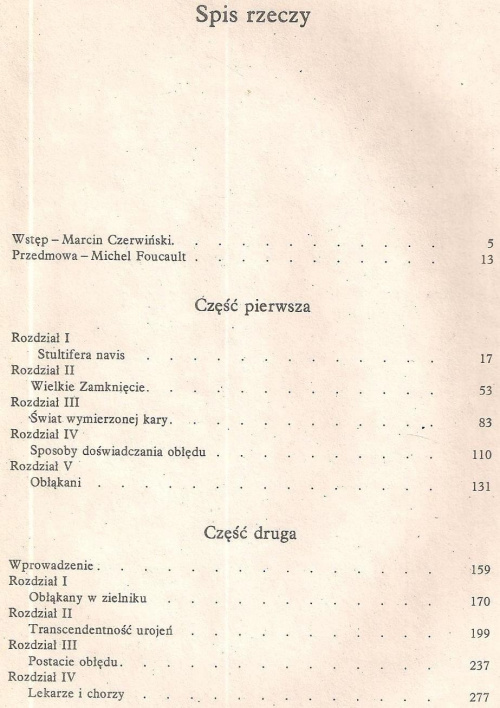 Spis rzeczy
Wstęp – Marcin Czerwiński. . . . . . . . . . . . 5
Przedmowa – Michel Foucault . . . . . . . . . . . 13
Część pierwsza
Rozdział I
Stultifera navis . . . . . . . . . . . . . 17
Rozdział II
Wielkie Zamknięcie. . . . . . . . . . . . . 53
Rozdział III
Świat wymierzonej kary. . . . . . . . . . . . 83
Rozdział IV
Sposoby doświadczania obłędu . . . . . . . . . . 110
Rozdział V
Obłąkani . . . . . . . . . . . . . . . 131
Część druga
Wprowadzenie . . . . . . . . . . . . . . . 159
Rozdział I
Obłąkany w zielniku . . . . . . . . . . . . 170
Rozdział II
Transcendentność urojeń . . . . . . . . . . . 199
Rozdział III
Postacie obłędu. . . . . . . . . . . . . . 237
Rozdział IV
Lekarze i chorzy . . . . . . . . . . . . . 277